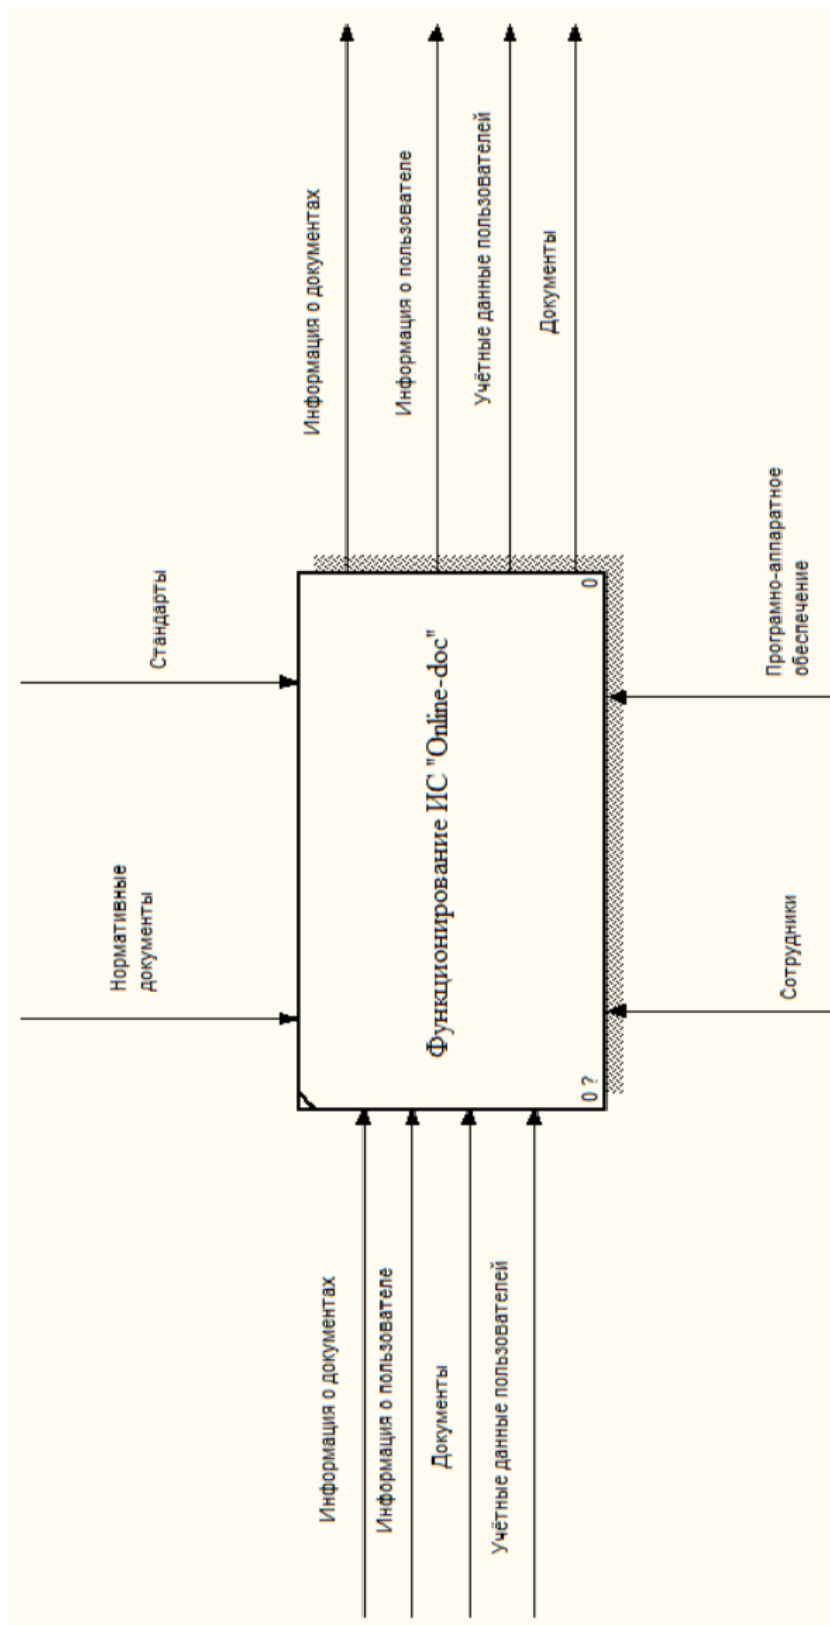 Нормативные
документы
Стандарты
Информация о документах
Информация о пользователе
Документы
Учётные данные пользователей
Функционирование ИС "Online-doc"
0 ?
0
Информация о документах
Информация о пользователе
Учётные данные пользователей
Документы
Сотрудники
Програмно-аппаратное
обеспечение